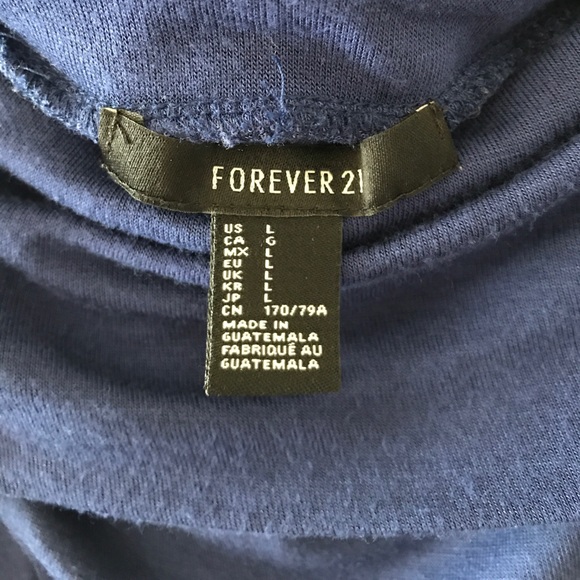 FOREVER 21
US L
CA G
MX L
EU L
UK L
KR L
JP L
CN 170/79A
MADE IN
GUATEMALA
FABRIQUÉ AU
GUATEMALA